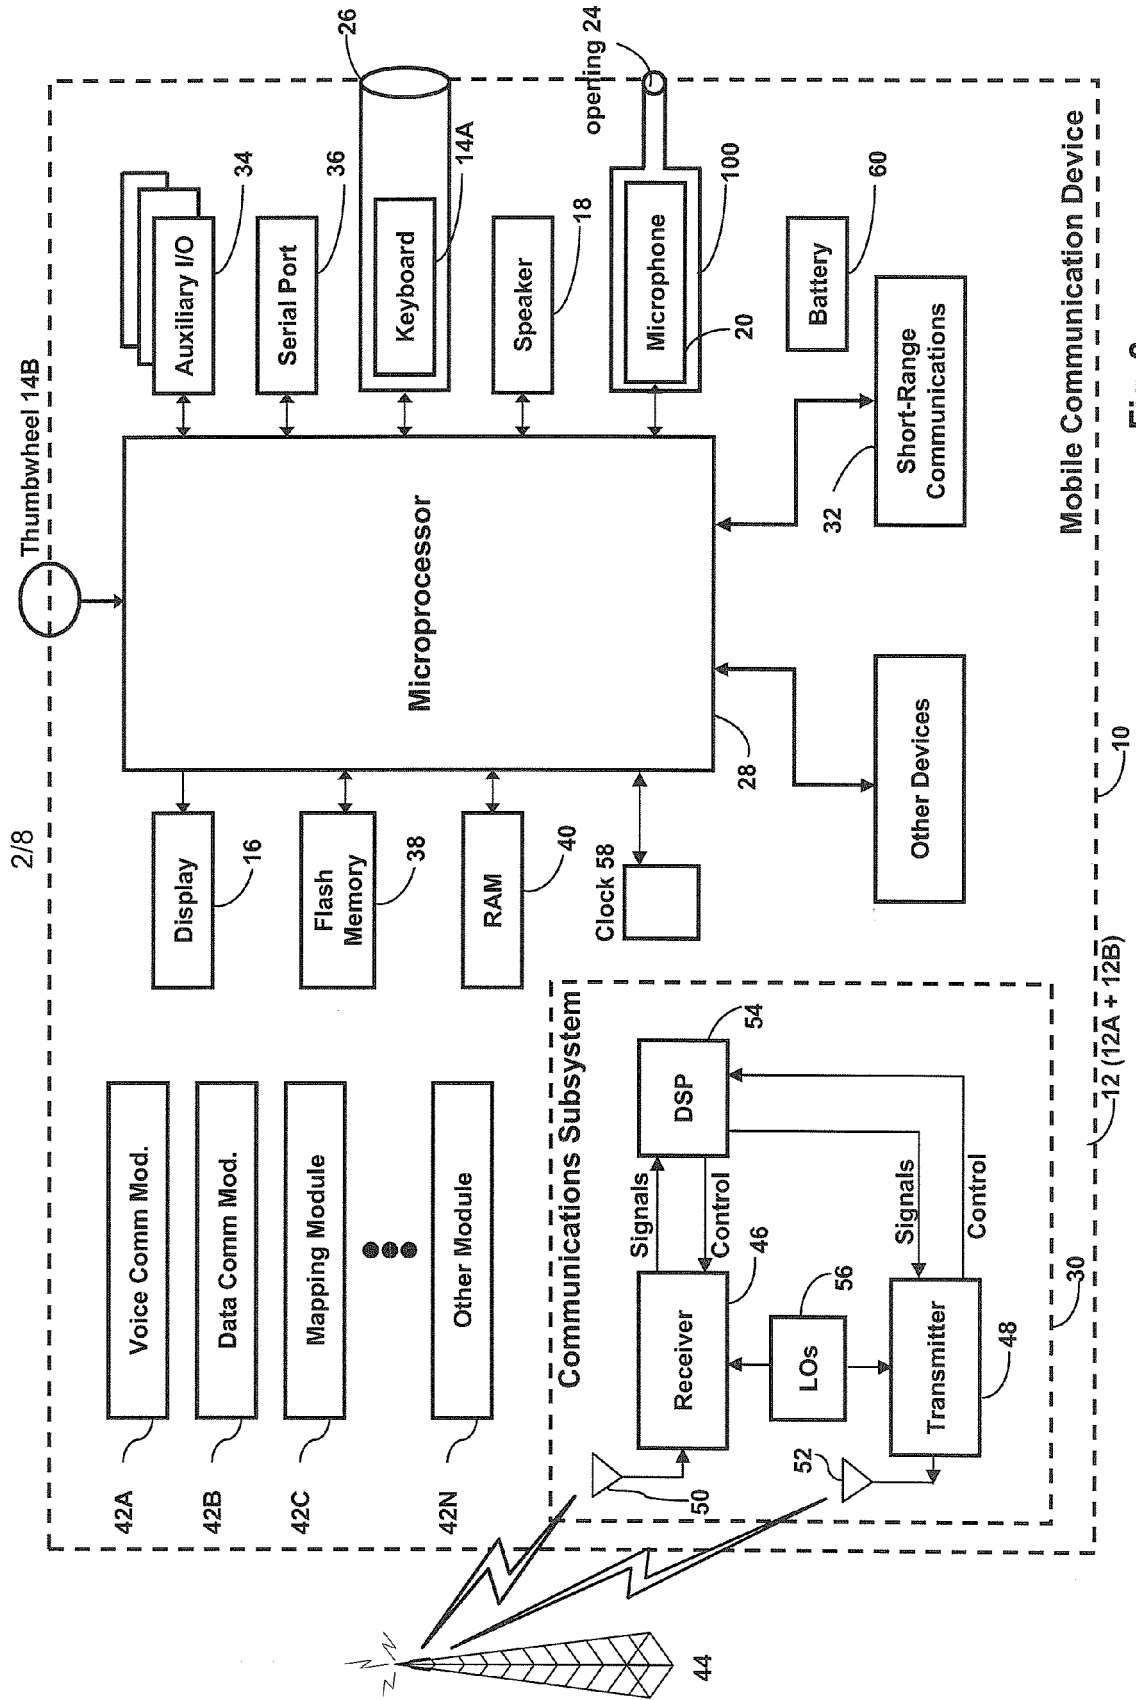 2/8
Thumbwheel 14B
42A
Voice Comm Mod.
42B
Data Comm Mod.
42C
Mapping Module
42N
Other Module
Display
16
Flash
Memory
38
RAM
40
Clock 58
Microprocessor
28
Auxiliary I/O
34
Serial Port
36
Keyboard
14A
26
Speaker
18
Microphone
20
100
opening 24
Battery
60
Short-Range
Communications
32
Other Devices
Communications Subsystem
Receiver
46
Signals
Control
DSP
54
LOs
56
Transmitter
48
Signals
Control
50
52
30
44
Mobile Communication Device
10
12 (12A + 12B)